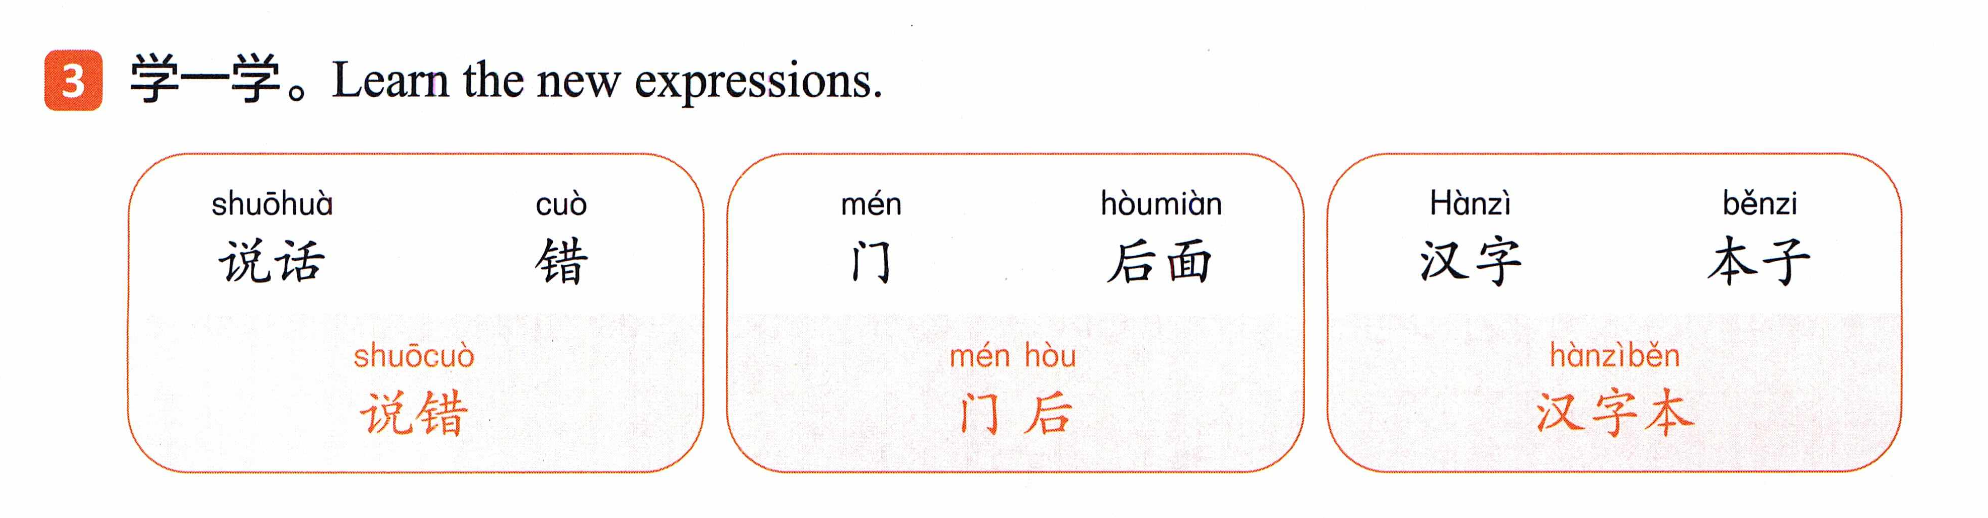 3 学一学。Learn the new expressions.
shuōhuà cuò
说话 错
shuōcuò
说错
mén hòumiàn
门 后面
mén hòu
门 后
Hànzì běnzi
汉字 本子
hànzìběn
汉字本